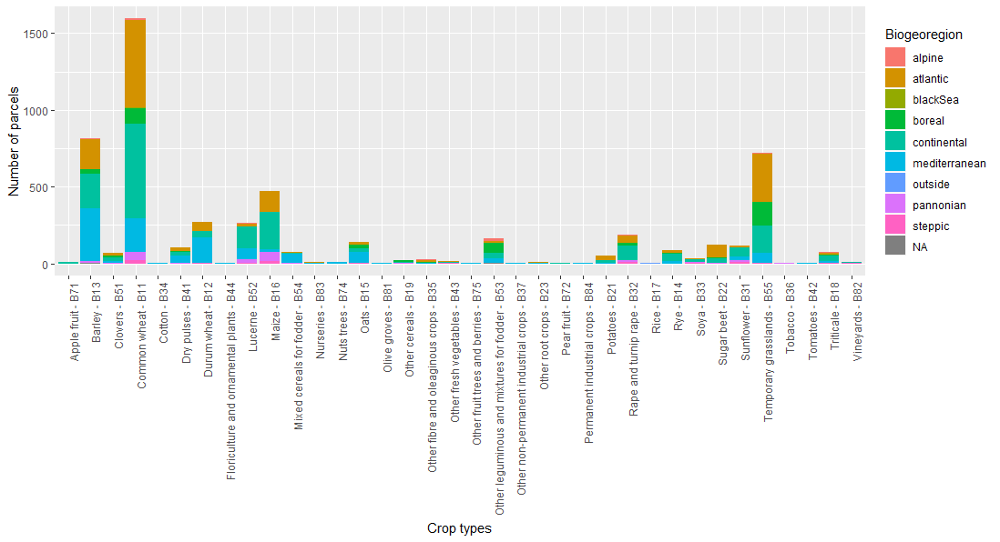 Number of parcels
1500
1000
500
0
Apple fruit - B71
Barley - B13
Clovers - B51
Common wheat - B11
Cotton - B34
Dry pulses - B41
Durum wheat - B12
Floriculture and ornamental plants - B44
Lucerne - B52
Maize - B16
Mixed cereals for fodder - B54
Nurseries - B83
Nuts trees - B74
Oats - B15
Olive groves - B81
Other cereals - B19
Other fibre and oleaginous crops - B35
Other fresh vegetables - B43
Other fruit trees and berries - B75
Other leguminous and mixtures for fodder - B53
Other non-permanent industrial crops - B37
Other root crops - B23
Pear fruit - B72
Permanent industrial crops - B84
Potatoes - B21
Rape and turnip rape - B32
Rice - B17
Rye - B14
Soya - B33
Sugar beet - B22
Sunflower - B31
Temporary grasslands - B55
Tobacco - B36
Tomatoes - B42
Triticale - B18
Vineyards - B82
Crop types
Biogeoregion
alpine
atlantic
blackSea
boreal
continental
mediterranean
outside
pannonian
steppic
NA